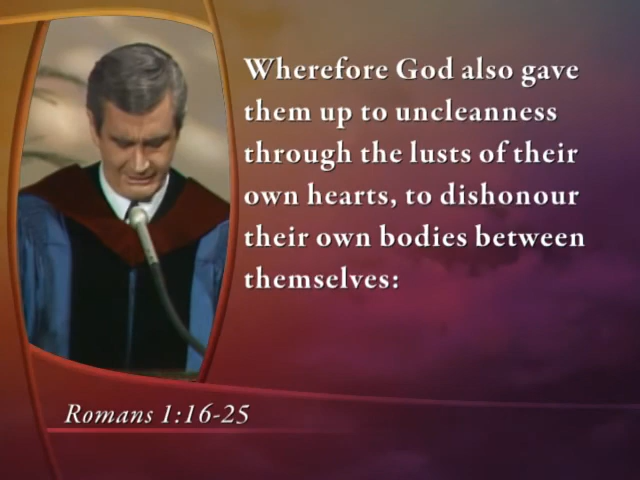 Wherefore God also gave
them up to uncleanness
through the lusts of their
own hearts, to dishonour
their own bodies between
themselves:
Romans 1:16-25